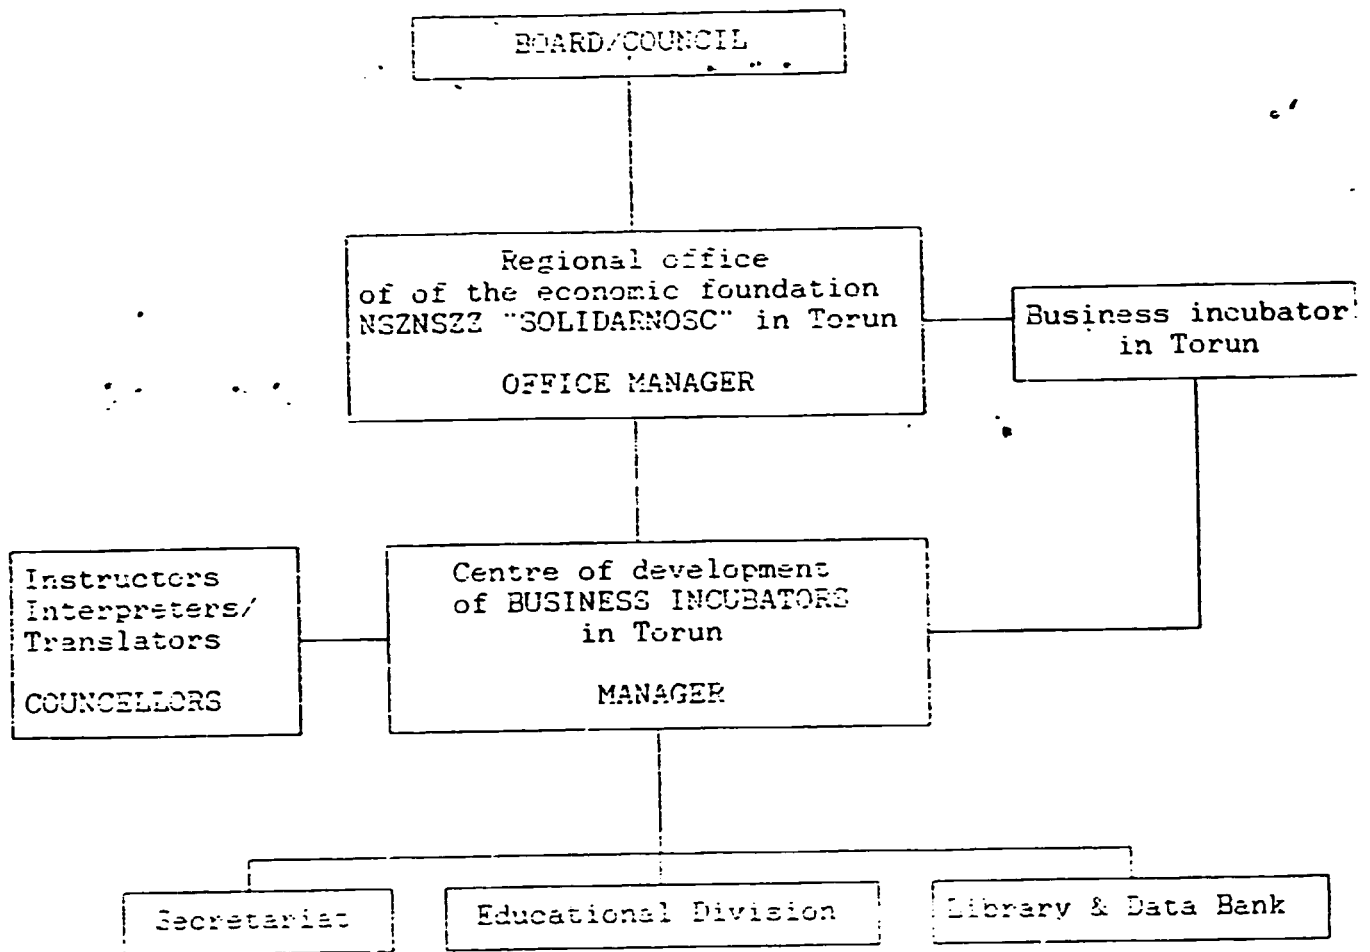 BOARD/COUNCIL
Regional office
of of the economic foundation
NSZNSZZ "SOLIDARNOSC" in Torun
OFFICE MANAGER
Business incubator
in Torun
Instructors
Interpreters/
Translators
COUNCELLORS
Centre of development
of BUSINESS INCUBATORS
in Torun
MANAGER
Secretariat
Educational Division
Library & Data Bank